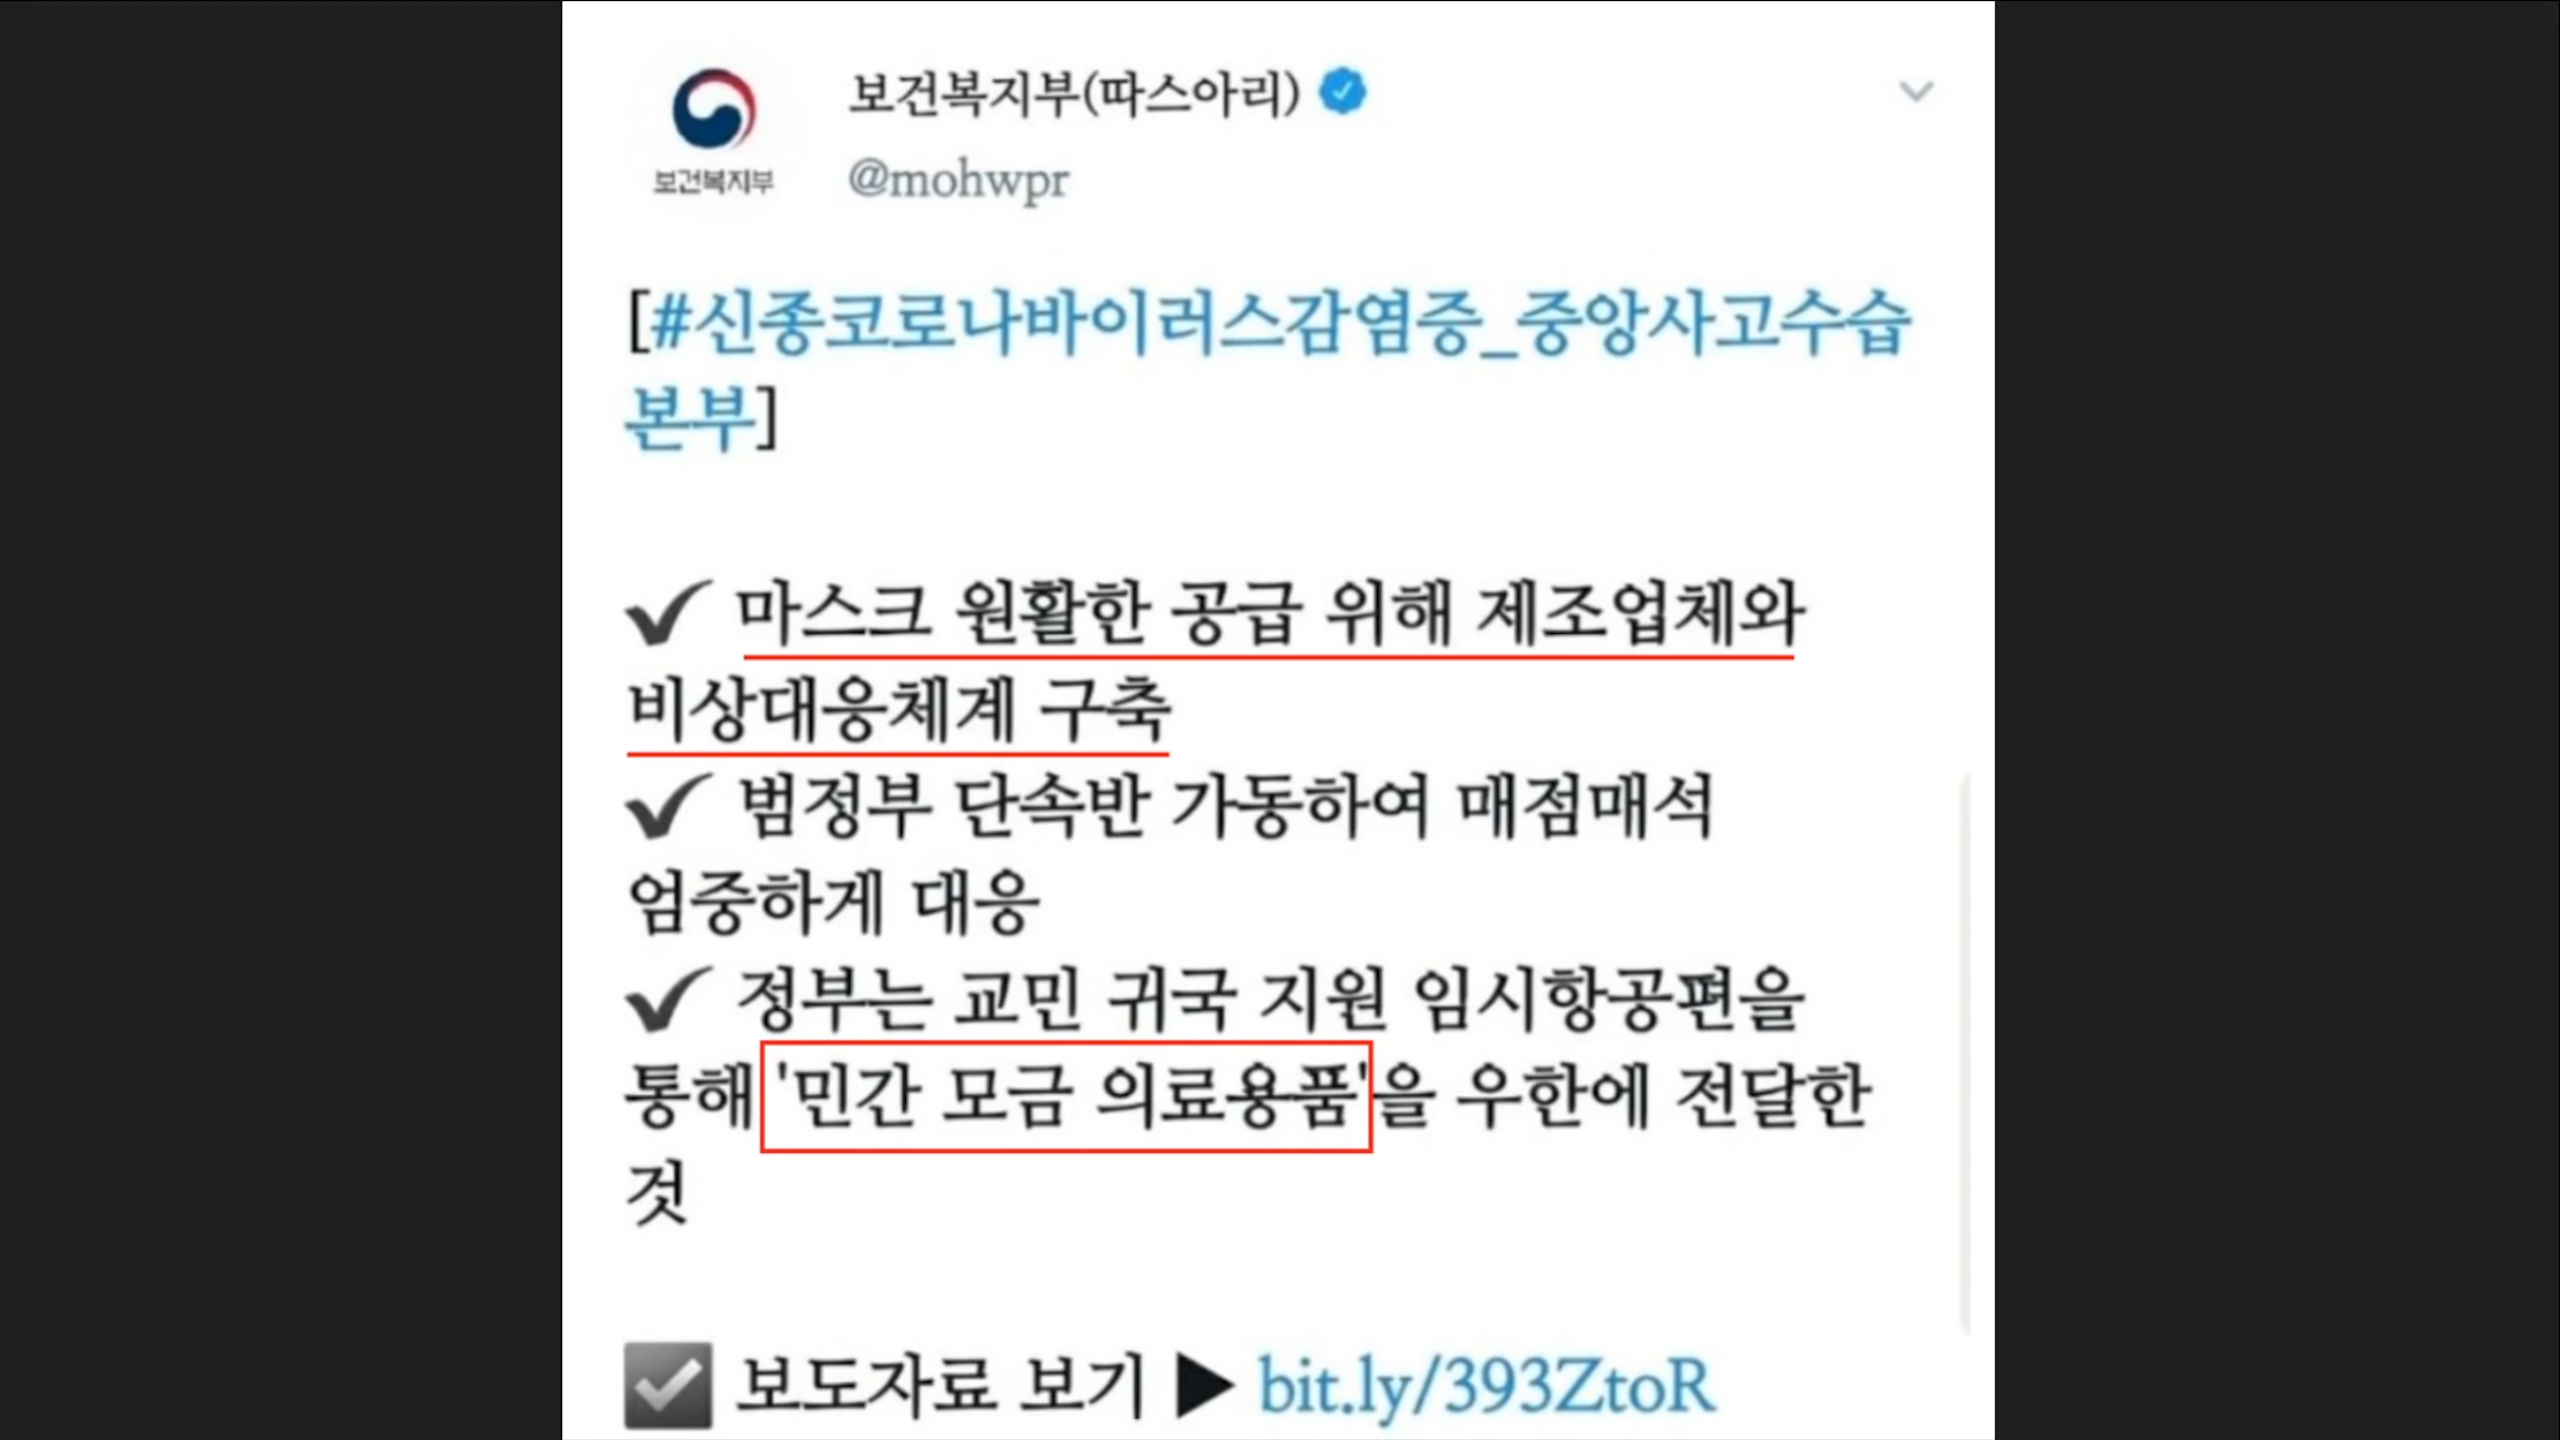 보건복지부(따스아리)
보건복지부
@mohwpr
[#신종코로나바이러스감염증_중앙사고수습
본부]
✔ 마스크 원활한 공급 위해 제조업체와
비상대응체계 구축
✔ 범정부 단속반 가동하여 매점매석
엄중하게 대응
✔ 정부는 교민 귀국 지원 임시항공편을
통해 '민간 모금 의료용품'을 우한에 전달한
것
☑ 보도자료 보기 ▶ bit.ly/393ZtoR